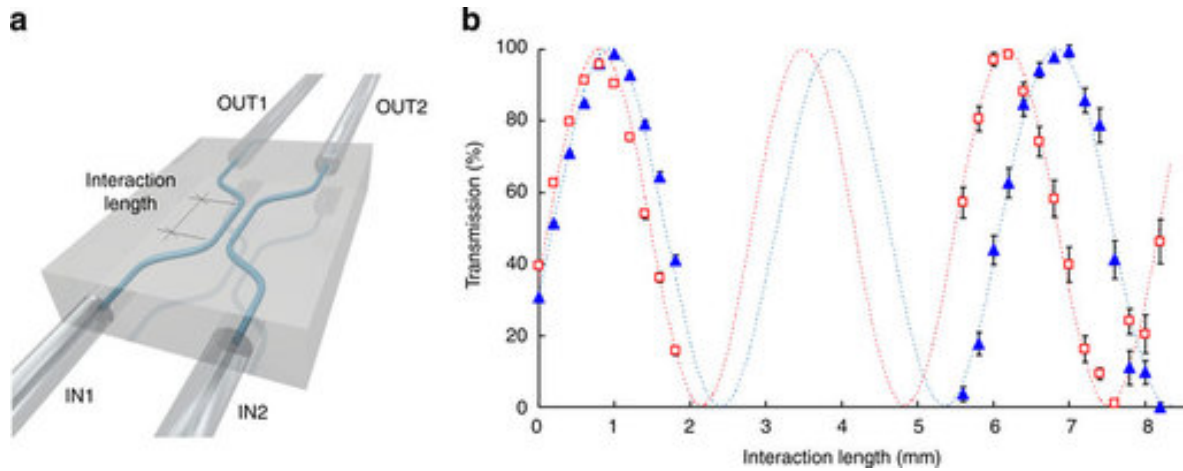 a
OUT1
OUT2
Interaction
length
IN1
IN2
b
Transmission (%)
100
80
60
40
20
0
0 1 2 3 4 5 6 7 8
Interaction length (mm)